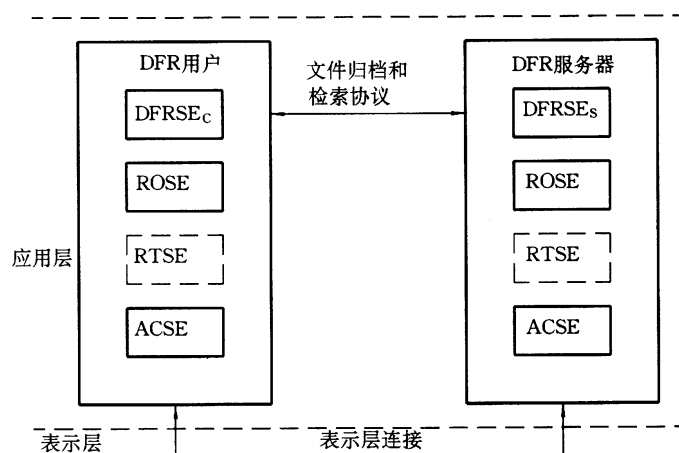 DFR用户
DFR服务器
文件归档和
检索协议
DFRSEC
DFRSES
ROSE
ROSE
应用层
RTSE
RTSE
ACSE
ACSE
表示层
表示层连接